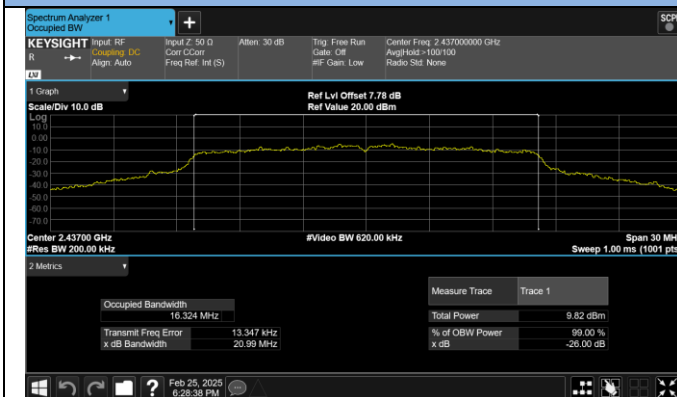 Spectrum Analyzer 1
Occupied BW
KEYSIGHT
R
Input: RF
Coupling: DC
Align: Auto
Input Z: 50 Ω
Corr CCorr
Freq Ref: Int (S)
Atten: 30 dB
Trig: Free Run
Gate: Off
#IF Gain: Low
Center Freq: 2.437000000 GHz
Avg|Hold:>100/100
Radio Std: None
LXI
1 Graph
Scale/Div 10.0 dB
Ref Lvl Offset 7.78 dB
Ref Value 20.00 dBm
Log
10.0
0.00
-10.0
-20.0
-30.0
-40.0
-50.0
-60.0
-70.0
Center 2.43700 GHz
#Res BW 200.00 kHz
#Video BW 620.00 kHz
Span 30 MH
Sweep 1.00 ms (1001 pts
2 Metrics
Measure Trace Trace 1
Occupied Bandwidth
16.324 MHz
Total Power 9.82 dBm
Transmit Freq Error 13.347 kHz
% of OBW Power 99.00 %
x dB Bandwidth 20.99 MHz
x dB -26.00 dB
?
Feb 25, 2025
6:28:38 PM
SCPI